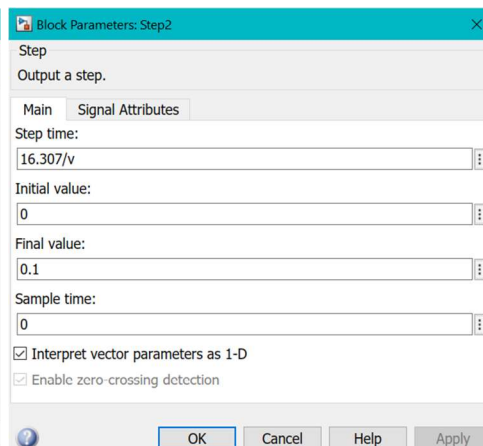 Block Parameters: Step2
Step
Output a step.
Main Signal Attributes
Step time:
16.307/v
Initial value:
0
Final value:
0.1
Sample time:
0
Interpret vector parameters as 1-D
Enable zero-crossing detection
OK Cancel Help Apply